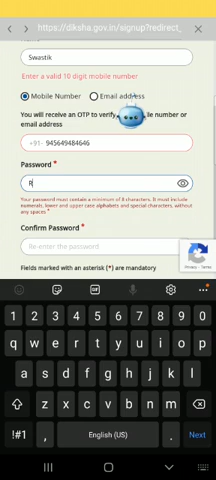 https://diksha.gov.in/signup?redirect_
Swastik
Enter a valid 10 digit mobile number
Mobile Number Email address
You will receive an OTP to verify le number or
email address
+91- 945649484646
Password *
R
Your password must contain a minimum of 8 characters. It must include
numerals, lower and upper case alphabets and special characters, without
any spaces *
Confirm Password *
Re-enter the password
Privacy - Terms
Fields marked with an asterisk (*) are mandatory
GIF
1 2 3 4 5 6 7 8 9 0
q w e r t y u i o p
a s d f g h j k l
z x c v b n m
!#1 , English (US) . Next